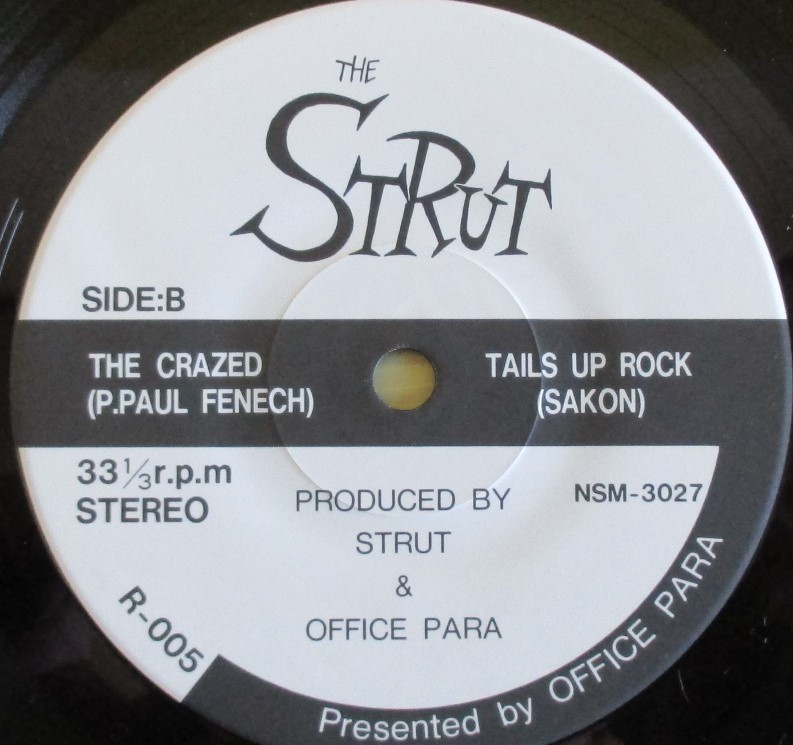 THE
STRUT
SIDE:B
THE CRAZED
(P.PAUL FENECH)
TAILS UP ROCK
(SAKON)
33⅓r.p.m
STEREO
NSM-3027
PRODUCED BY
STRUT
&
OFFICE PARA
R-005
Presented by OFFICE PARA